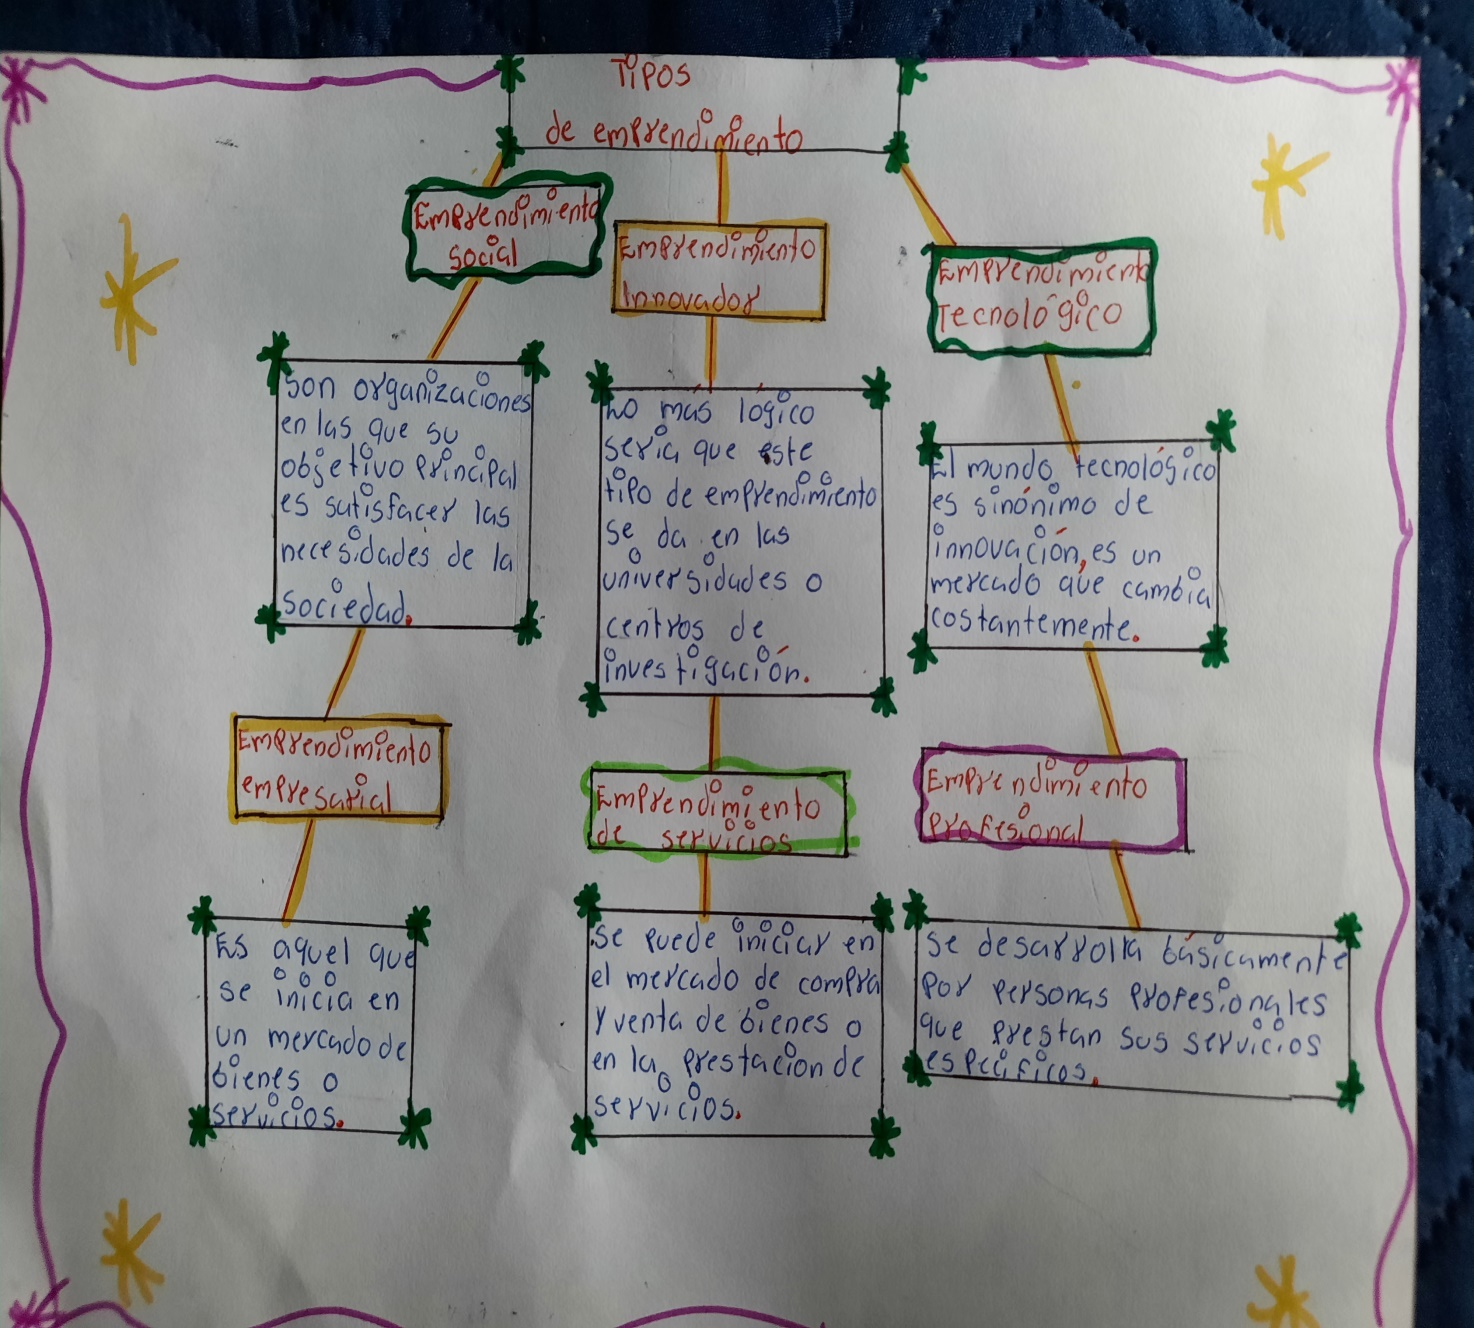 Tipos
de emprendimiento
Emprendimiento
social
Emprendimiento
Innovador
Emprendimiento
Tecnológico
Son organizaciones
en las que su
objetivo principal
es satisfacer las
necesidades de la
sociedad.
Lo más lógico
sería que este
tipo de emprendimiento
se da en las
universidades o
centros de
investigación.
El mundo tecnológico
es sinónimo de
innovación, es un
mercado que cambia
costantemente.
Emprendimiento
empresarial
Emprendimiento
de servicios
Emprendimiento
Profesional
Es aquel que
se inicia en
un mercado de
bienes o
servicios.
Se puede iniciar en
el mercado de compra
y venta de bienes o
en la prestacion de
servicios.
Se desarrolla básicamente
por personas profesionales
que prestan sus servicios
especificos.